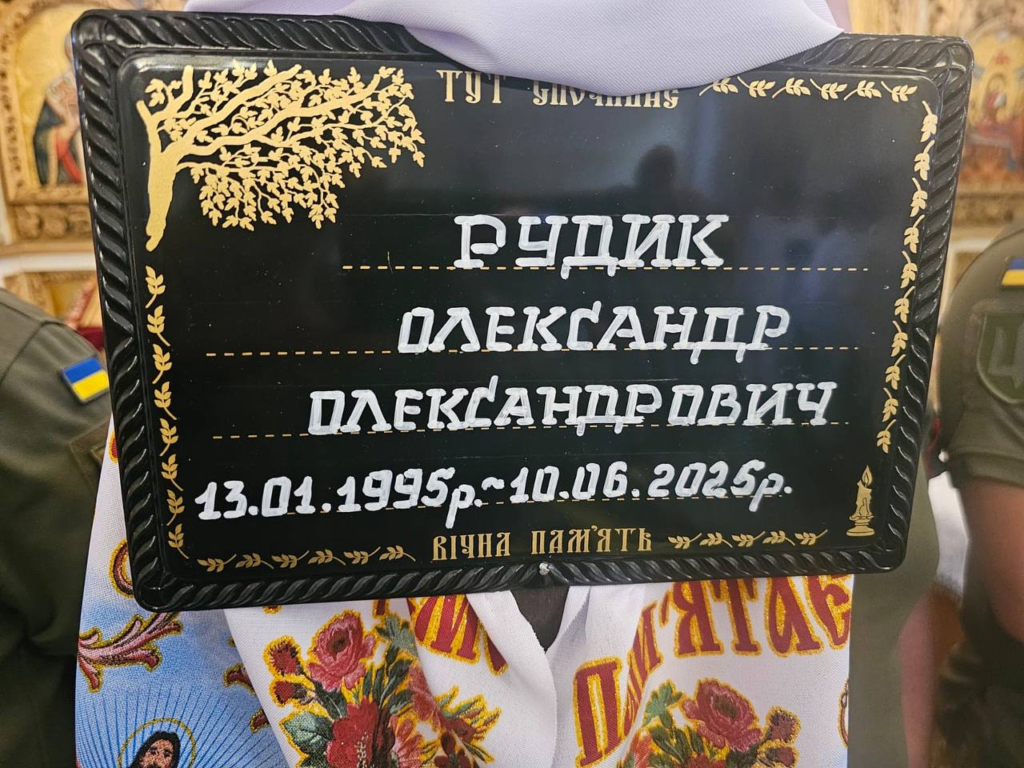 ТУТ СПОЧИВАЄ
РУДИК
ОЛЕКСАНДР
ОЛЕКСАНДРОВИЧ
13.01.1995р.~10.06.2025р.
ВІЧНА ПАМ'ЯТЬ
ПАМ'ЯТАЄ